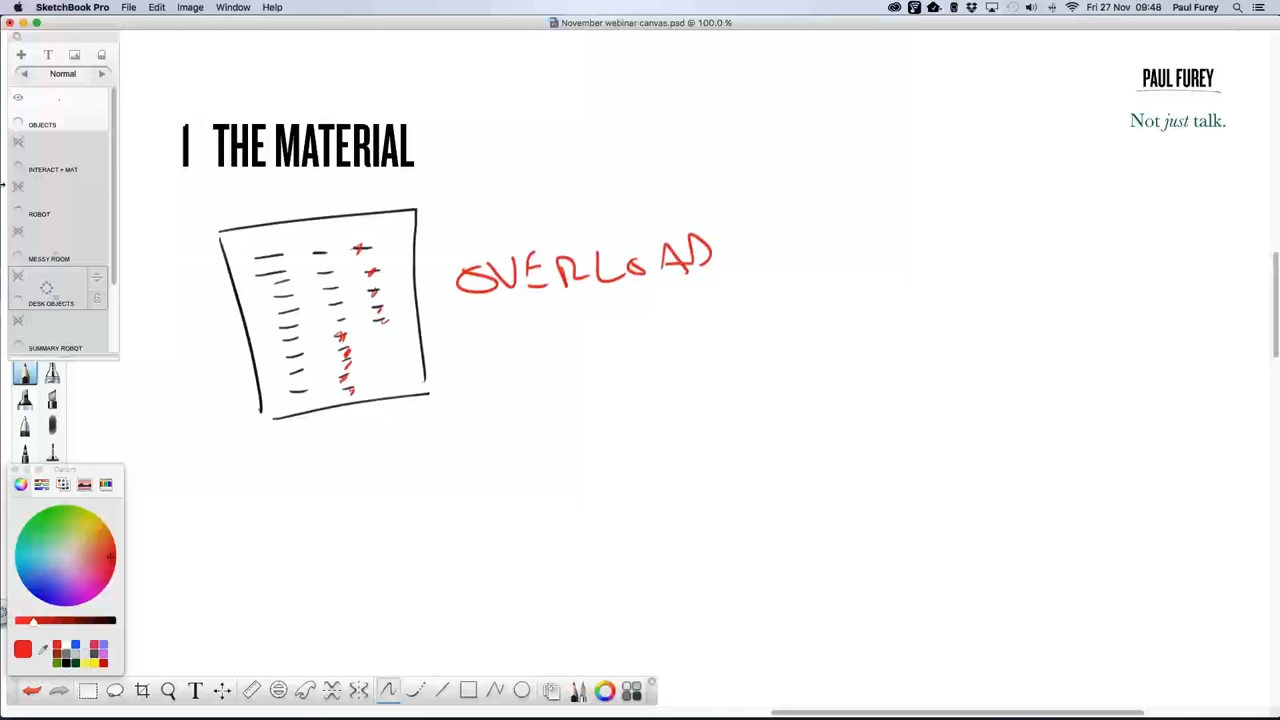 SketchBook Pro File Edit Image Window Help Fri 27 Nov 09:48 Paul Furey
November webinar canvas.psd @ 100.0 %
Normal
OBJECTS
INTERACT + MAT
ROBOT
MESSY ROOM
DESK OBJECTS
SUMMARY ROBOT
Colors
PAUL FUREY
Not just talk.
1 THE MATERIAL
OVERLOAD
T
T